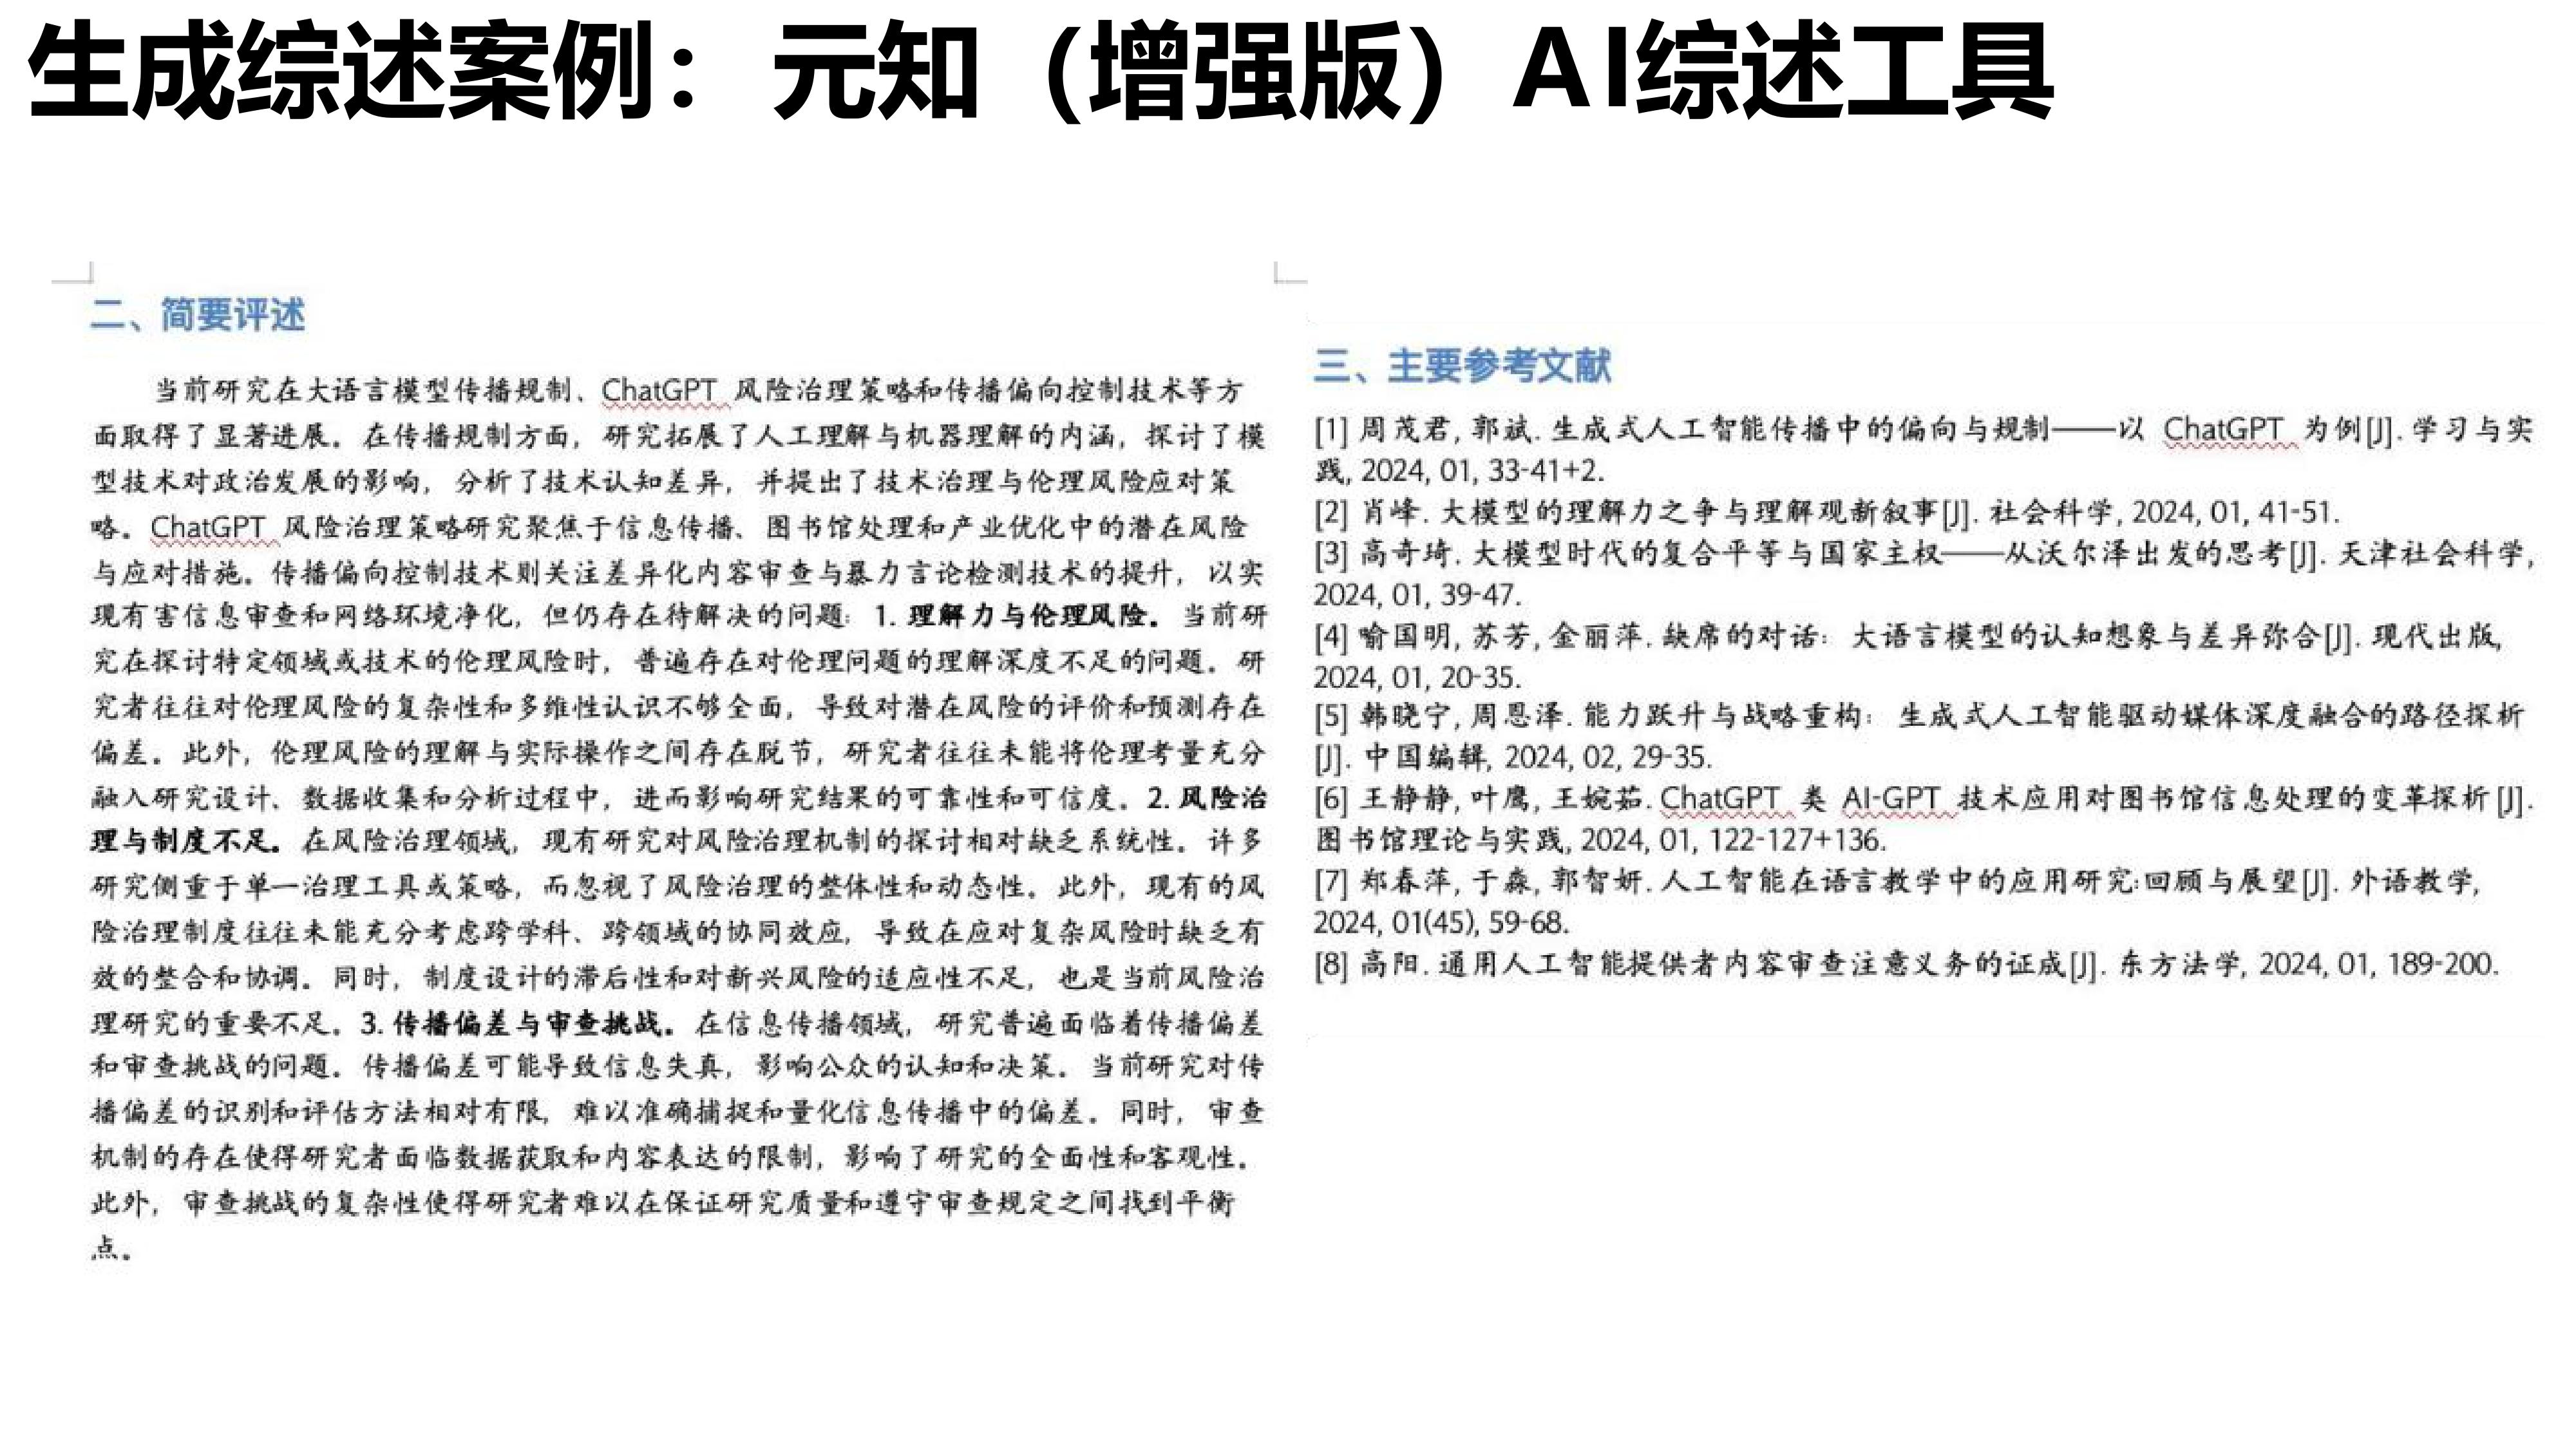 生成综述案例：元知（增强版）AI综述工具
二、简要评述
当前研究在大语言模型传播规制、ChatGPT 风险治理策略和传播偏向控制技术等方
面取得了显著进展。在传播规制方面，研究拓展了人工理解与机器理解的内涵，探讨了模
型技术对政治发展的影响，分析了技术认知差异，并提出了技术治理与伦理风险应对策
略。ChatGPT 风险治理策略研究聚焦于信息传播、图书馆处理和产业优化中的潜在风险
与应对措施。传播偏向控制技术则关注差异化内容审查与暴力言论检测技术的提升，以实
现有害信息审查和网络环境净化，但仍存在待解决的问题：1. 理解力与伦理风险。当前研
究在探讨特定领域或技术的伦理风险时，普遍存在对伦理问题的理解深度不足的问题。研
究者往往对伦理风险的复杂性和多维性认识不够全面，导致对潜在风险的评价和预测存在
偏差。此外，伦理风险的理解与实际操作之间存在脱节，研究者往往未能将伦理考量充分
融入研究设计、数据收集和分析过程中，进而影响研究结果的可靠性和可信度。2. 风险治
理与制度不足。在风险治理领域，现有研究对风险治理机制的探讨相对缺乏系统性。许多
研究侧重于单一治理工具或策略，而忽视了风险治理的整体性和动态性。此外，现有的风
险治理制度往往未能充分考虑跨学科、跨领域的协同效应，导致在应对复杂风险时缺乏有
效的整合和协调。同时，制度设计的滞后性和对新兴风险的适应性不足，也是当前风险治
理研究的重要不足。3. 传播偏差与审查挑战。在信息传播领域，研究普遍面临着传播偏差
和审查挑战的问题。传播偏差可能导致信息失真，影响公众的认知和决策。当前研究对传
播偏差的识别和评估方法相对有限，难以准确捕捉和量化信息传播中的偏差。同时，审查
机制的存在使得研究者面临数据获取和内容表达的限制，影响了研究的全面性和客观性。
此外，审查挑战的复杂性使得研究者难以在保证研究质量和遵守审查规定之间找到平衡
点。
三、主要参考文献
[1] 周茂君, 郭斌. 生成式人工智能传播中的偏向与规制——以 ChatGPT 为例[J]. 学习与实
践, 2024, 01, 33-41+2.
[2] 肖峰. 大模型的理解力之争与理解观新叙事[J]. 社会科学, 2024, 01, 41-51.
[3] 高奇琦. 大模型时代的复合平等与国家主权——从沃尔泽出发的思考[J]. 天津社会科学,
2024, 01, 39-47.
[4] 喻国明, 苏芳, 金丽萍. 缺席的对话：大语言模型的认知想象与差异弥合[J]. 现代出版,
2024, 01, 20-35.
[5] 韩晓宁, 周恩泽. 能力跃升与战略重构：生成式人工智能驱动媒体深度融合的路径探析
[J]. 中国编辑, 2024, 02, 29-35.
[6] 王静静, 叶鹰, 王婉茹. ChatGPT 类 AI-GPT 技术应用对图书馆信息处理的变革探析[J].
图书馆理论与实践, 2024, 01, 122-127+136.
[7] 郑春萍, 于淼, 郭智妍. 人工智能在语言教学中的应用研究:回顾与展望[J]. 外语教学,
2024, 01(45), 59-68.
[8] 高阳. 通用人工智能提供者内容审查注意义务的证成[J]. 东方法学, 2024, 01, 189-200.